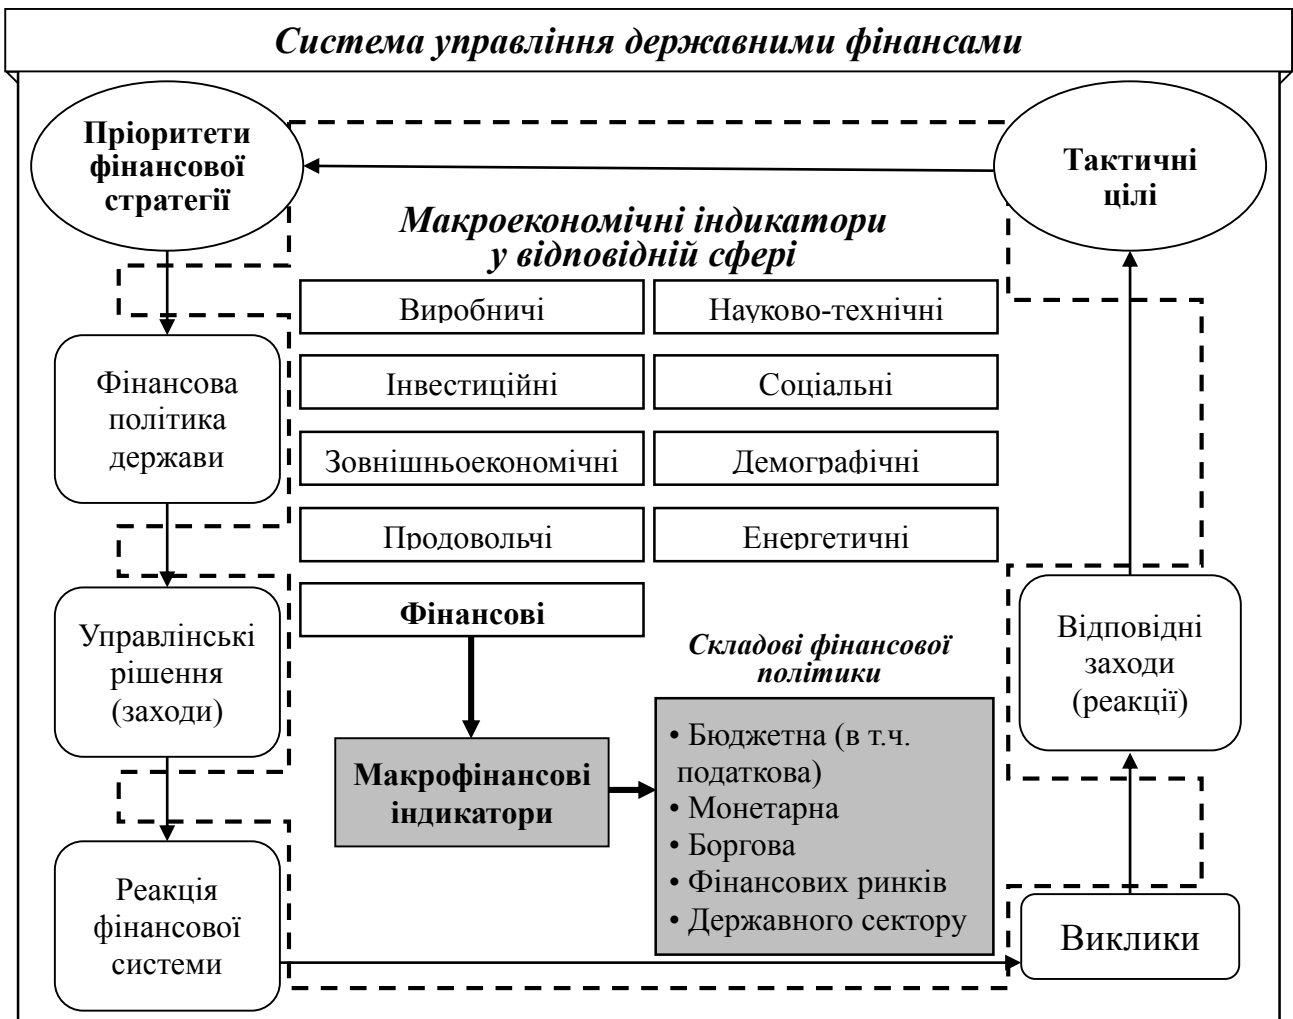 Система управління державними фінансами
Пріоритети
фінансової
стратегії
Тактичні
цілі
Макроекономічні індикатори
у відповідній сфері
Виробничі
Науково-технічні
Інвестиційні
Соціальні
Зовнішньоекономічні
Демографічні
Продовольчі
Енергетичні
Фінансові
Фінансова
політика
держави
Управлінські
рішення
(заходи)
Реакція
фінансової
системи
Макрофінансові
індикатори
Складові фінансової
політики
• Бюджетна (в т.ч.
податкова)
• Монетарна
• Боргова
• Фінансових ринків
• Державного сектору
Відповідні
заходи
(реакції)
Виклики